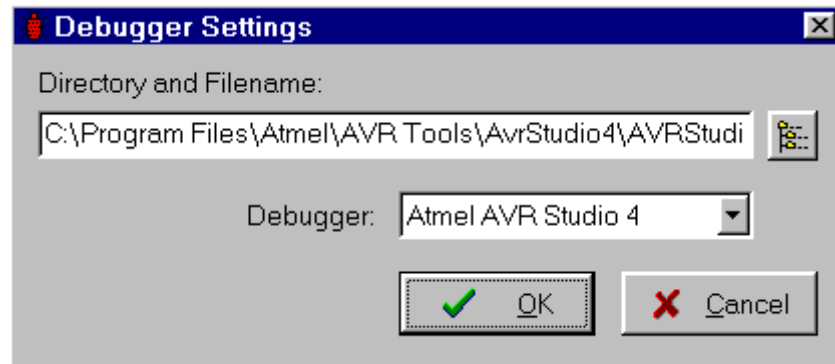 Debugger Settings
Directory and Filename:
C:\Program Files\Atmel\AVR Tools\AvrStudio4\AVRStudi
Debugger: Atmel AVR Studio 4
OK Cancel